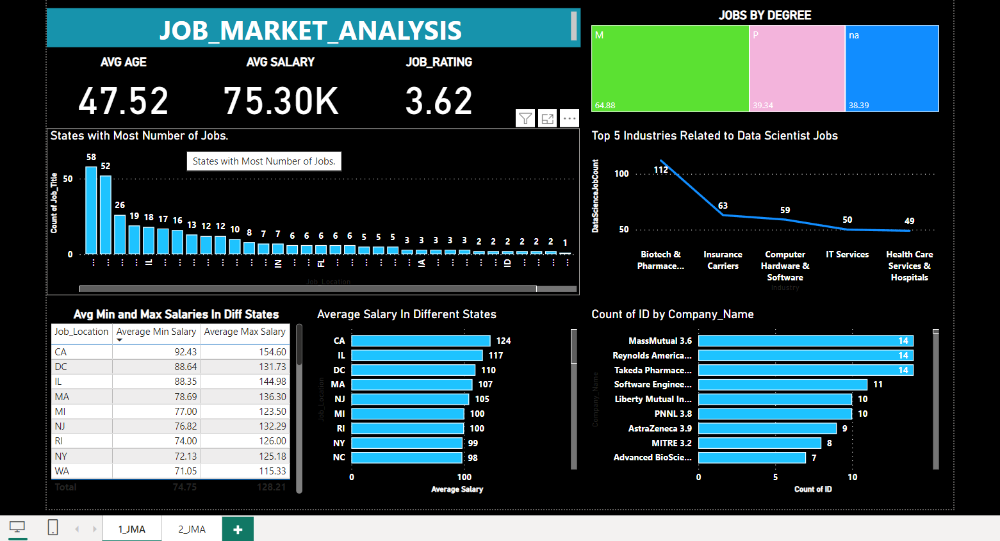 JOB_MARKET_ANALYSIS
AVG AGE
47.52
AVG SALARY
75.30K
JOB_RATING
3.62
JOBS BY DEGREE
M
64.88
P
39.34
na
38.39
States with Most Number of Jobs.
States with Most Number of Jobs.
Count of Job_Title
50
0
58
52
26
19
18
17
16
13
12
12
10
8
7
7
6
6
6
6
6
5
5
5
3
3
3
3
3
2
2
2
2
2
2
1
...
...
...
...
IL
...
...
...
...
...
...
...
...
IN
...
...
FL
...
...
...
...
...
...
IA
...
...
...
...
...
ID
...
...
...
...
Job_Location
Top 5 Industries Related to Data Scientist Jobs
DataScienceJobCount
100
50
112
63
59
50
49
Biotech &
Pharmace...
Insurance
Carriers
Computer
Hardware &
Software
IT Services
Health Care
Services &
Hospitals
Industry
Avg Min and Max Salaries In Diff States
Job_Location Average Min Salary Average Max Salary
CA 92.43 154.60
DC 88.64 131.73
IL 88.35 144.98
MA 78.69 136.30
MI 77.00 123.50
NJ 76.82 132.29
RI 74.00 126.00
NY 72.13 125.18
WA 71.05 115.33
Total 74.75 128.21
Average Salary In Different States
Job_Location
CA 124
IL 117
DC 110
MA 107
NJ 105
MI 100
RI 100
NY 99
NC 98
0 100
Average Salary
Count of ID by Company_Name
Company_Name
MassMutual 3.6 14
Reynolds America... 14
Takeda Pharmace... 14
Software Enginee... 11
Liberty Mutual In... 10
PNNL 3.8 10
AstraZeneca 3.9 9
MITRE 3.2 8
Advanced BioScie... 7
0 5 10
Count of ID
1_JMA
2_JMA